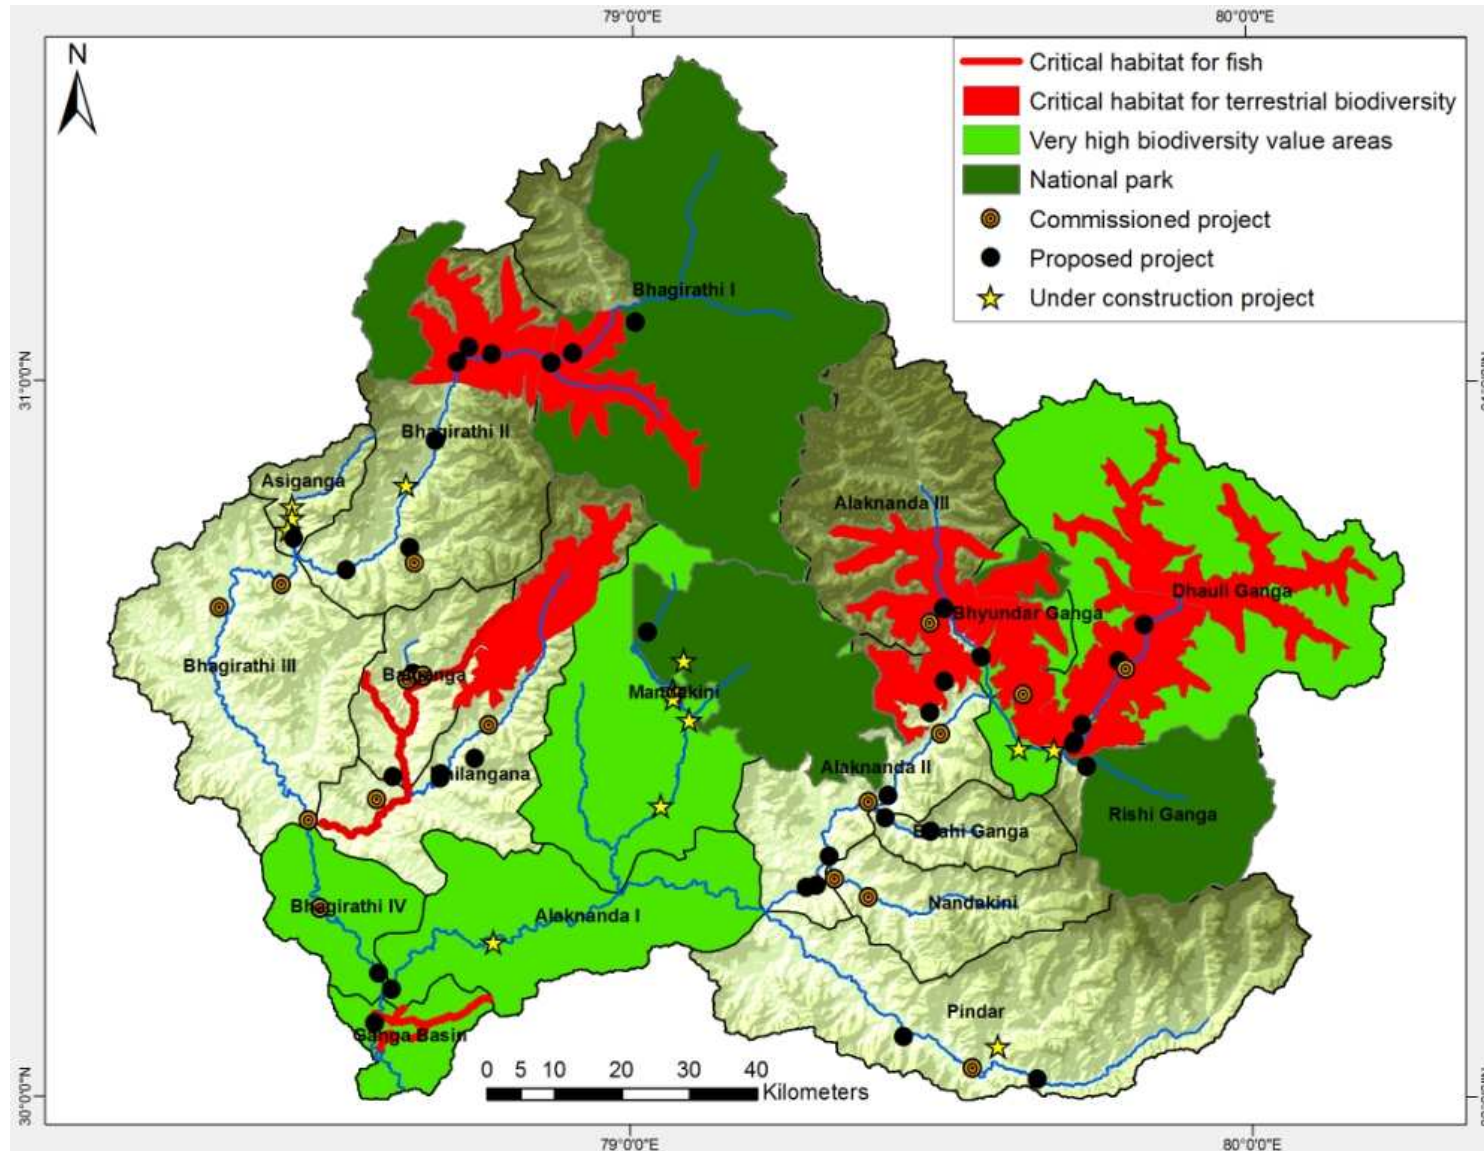 79°0'0"E 80°0'0"E
N
Critical habitat for fish
Critical habitat for terrestrial biodiversity
Very high biodiversity value areas
National park
Commissioned project
Proposed project
Under construction project
Bhagirathi I
31°0'0"N
Bhagirathi II
Asiganga
Alaknanda III
Dhauli Ganga
Bhyundar Ganga
Bhagirathi III
Mandakini
Alaknanda II
Rishi Ganga
Ganga
Nandakini
Bhagirathi IV
Alaknanda I
Pindar
Ganga Basin
0 5 10 20 30 40
Kilometers
30°0'0"N
79°0'0"E 80°0'0"E